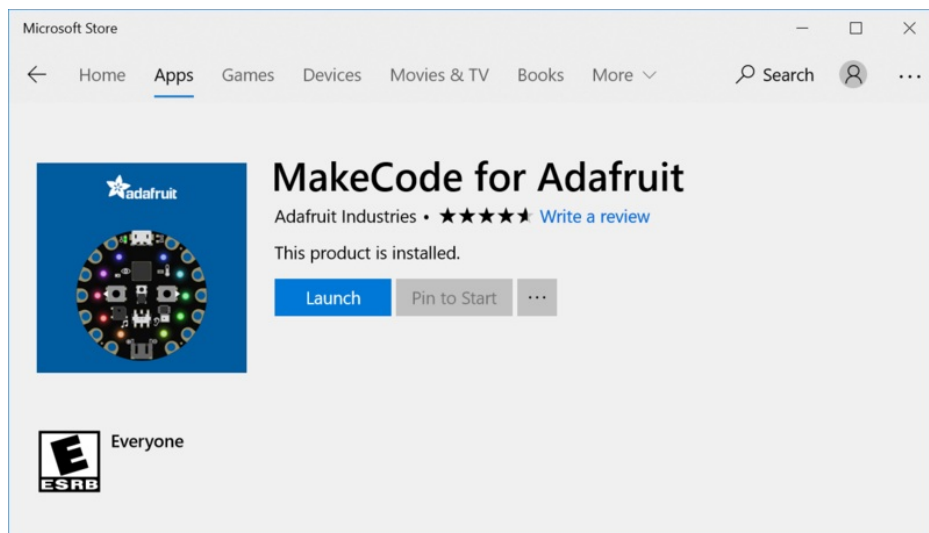 Microsoft Store
Home Apps Games Devices Movies & TV Books More Search
adafruit
MakeCode for Adafruit
Adafruit Industries • ★★★★★ Write a review
This product is installed.
Launch Pin to Start ...
E Everyone
ESRB